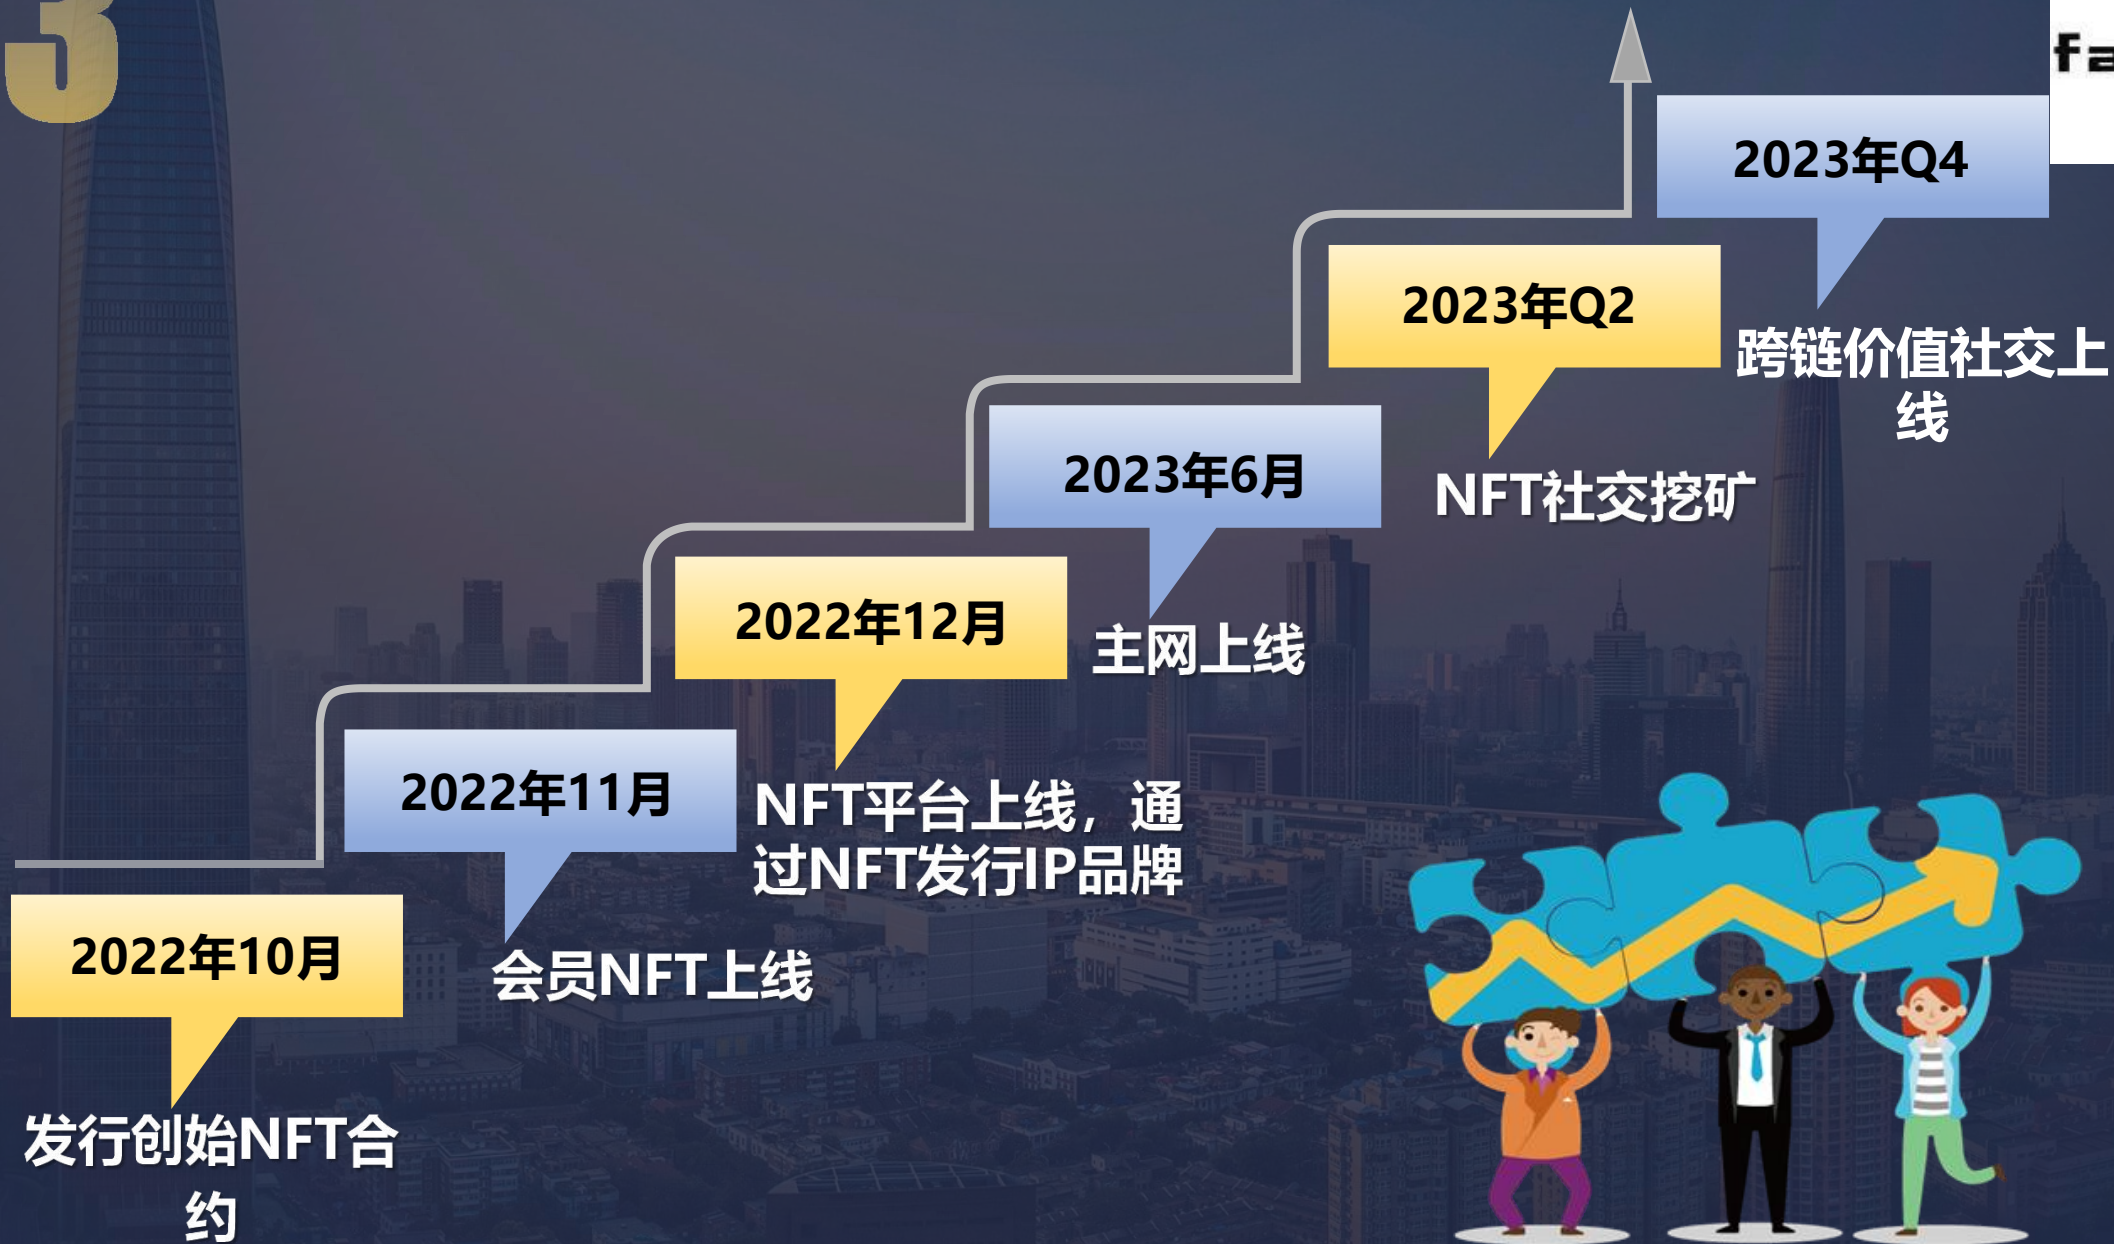 3
fa
2023年Q4
跨链价值社交上
线
2023年Q2
NFT社交挖矿
2023年6月
主网上线
2022年12月
NFT平台上线，通
过NFT发行IP品牌
2022年11月
会员NFT上线
2022年10月
发行创始NFT合
约